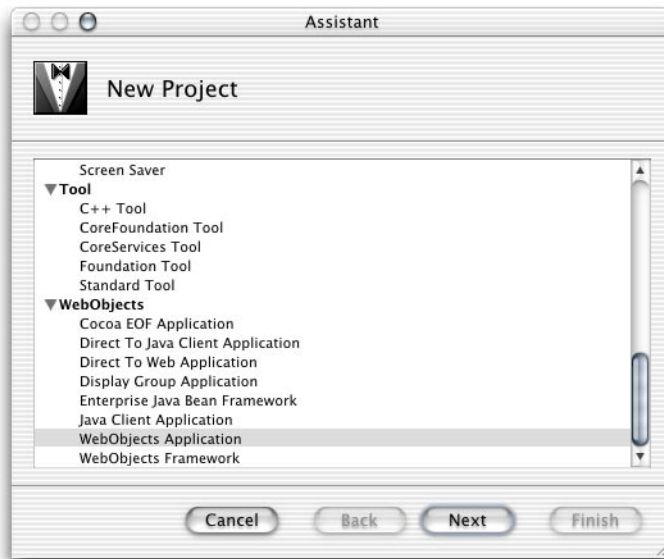 Assistant
New Project
Screen Saver
Tool
C++ Tool
CoreFoundation Tool
CoreServices Tool
Foundation Tool
Standard Tool
WebObjects
Cocoa EOF Application
Direct To Java Client Application
Direct To Web Application
Display Group Application
Enterprise Java Bean Framework
Java Client Application
WebObjects Application
WebObjects Framework
Cancel Back Next Finish